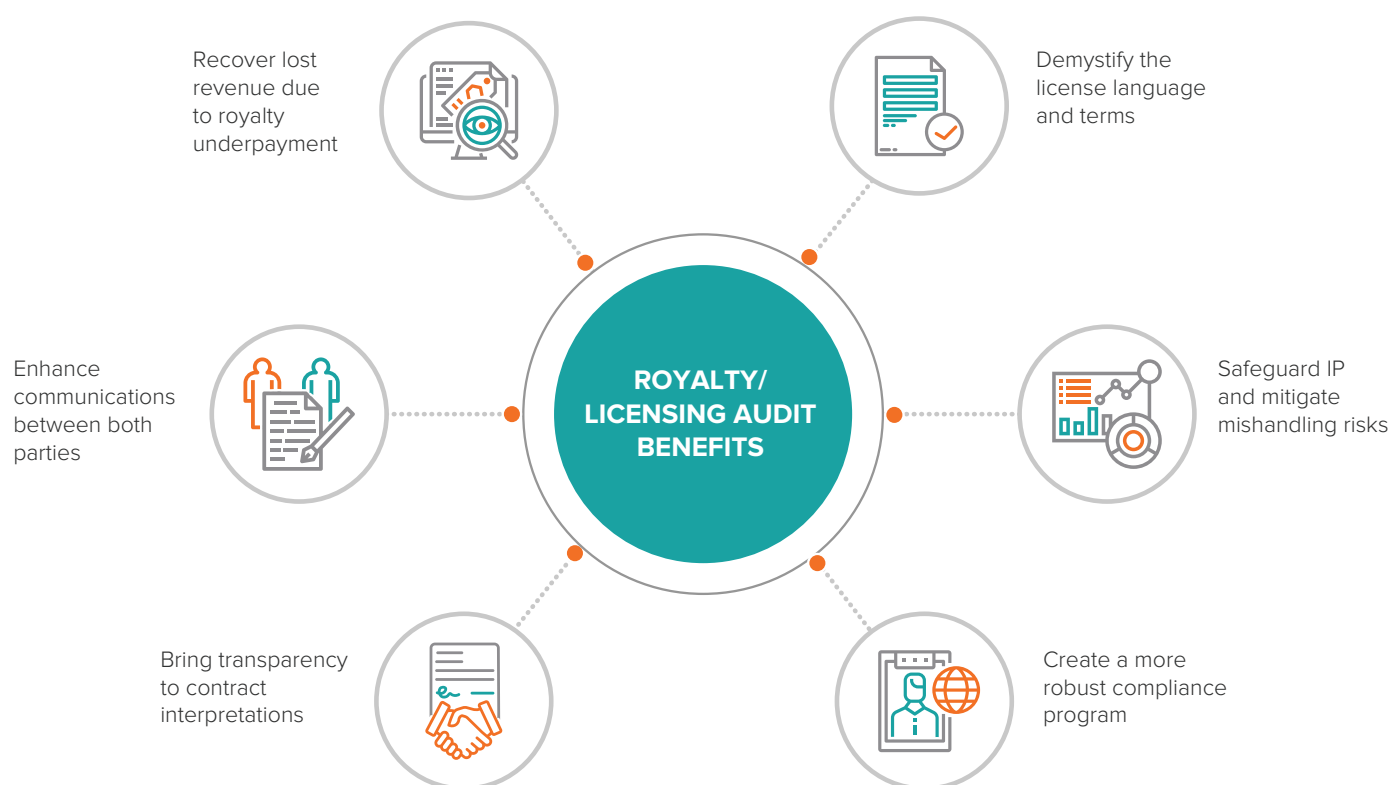 Recover lost
revenue due
to royalty
underpayment
Demystify the
license language
and terms
Enhance
communications
between both
parties
ROYALTY/
LICENSING AUDIT
BENEFITS
Safeguard IP
and mitigate
mishandling risks
Bring transparency
to contract
interpretations
Create a more
robust compliance
program